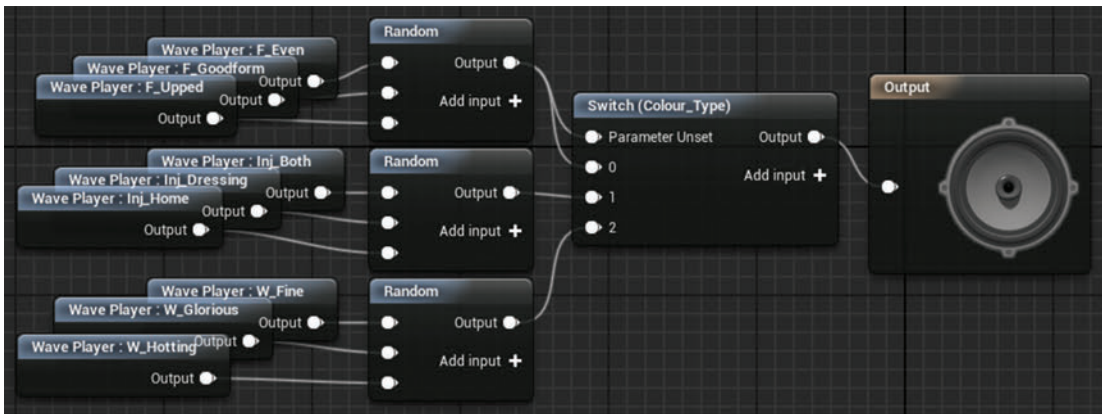 Wave Player : F_Even
Output
Wave Player : F_Goodform
Output
Wave Player : F_Upped
Output
Random
Output
Add input +
Wave Player : Inj_Both
Output
Wave Player : Inj_Dressing
Output
Wave Player : Inj_Home
Output
Random
Output
Add input +
Wave Player : W_Fine
Output
Wave Player : W_Glorious
Output
Wave Player : W_Hotting
Output
Random
Output
Add input +
Switch (Colour_Type)
Parameter Unset Output
0
Add input +
1
2
Output